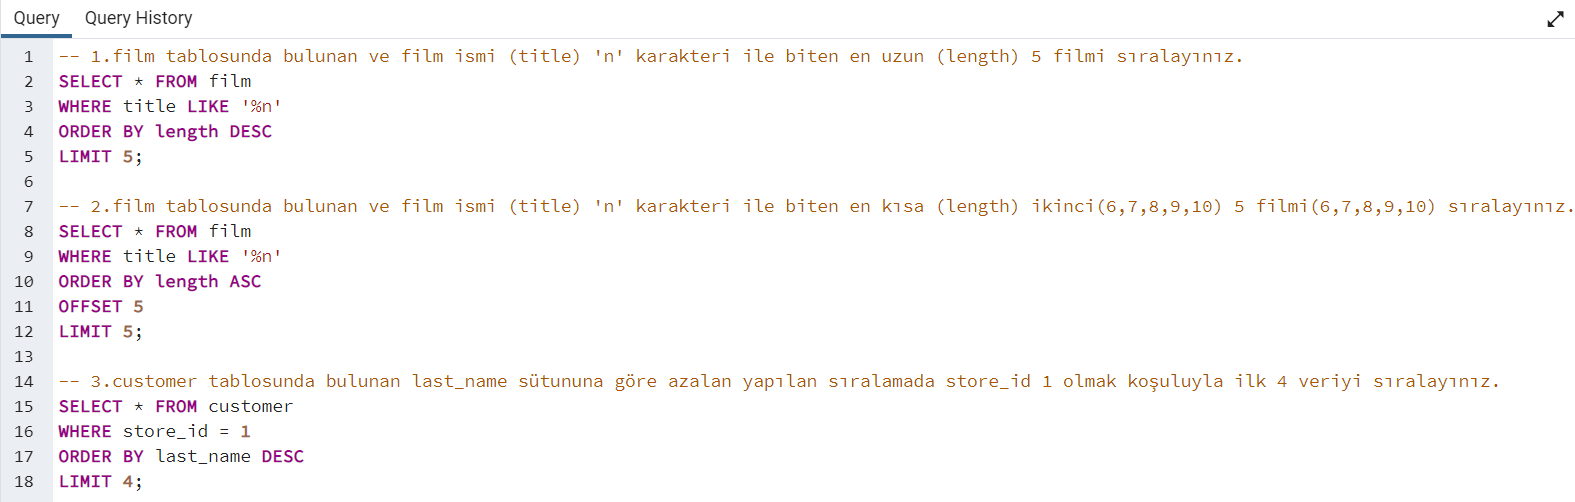 Query Query History
1 -- 1.film tablosunda bulunan ve film ismi (title) 'n' karakteri ile biten en uzun (length) 5 filmi sıralayınız.
2 SELECT * FROM film
3 WHERE title LIKE '%n'
4 ORDER BY length DESC
5 LIMIT 5;
6
7 -- 2.film tablosunda bulunan ve film ismi (title) 'n' karakteri ile biten en kısa (length) ikinci(6,7,8,9,10) 5 filmi(6,7,8,9,10) sıralayınız.
8 SELECT * FROM film
9 WHERE title LIKE '%n'
10 ORDER BY length ASC
11 OFFSET 5
12 LIMIT 5;
13
14 -- 3.customer tablosunda bulunan last_name sütununa göre azalan yapılan sıralamada store_id 1 olmak koşuluyla ilk 4 veriyi sıralayınız.
15 SELECT * FROM customer
16 WHERE store_id = 1
17 ORDER BY last_name DESC
18 LIMIT 4;